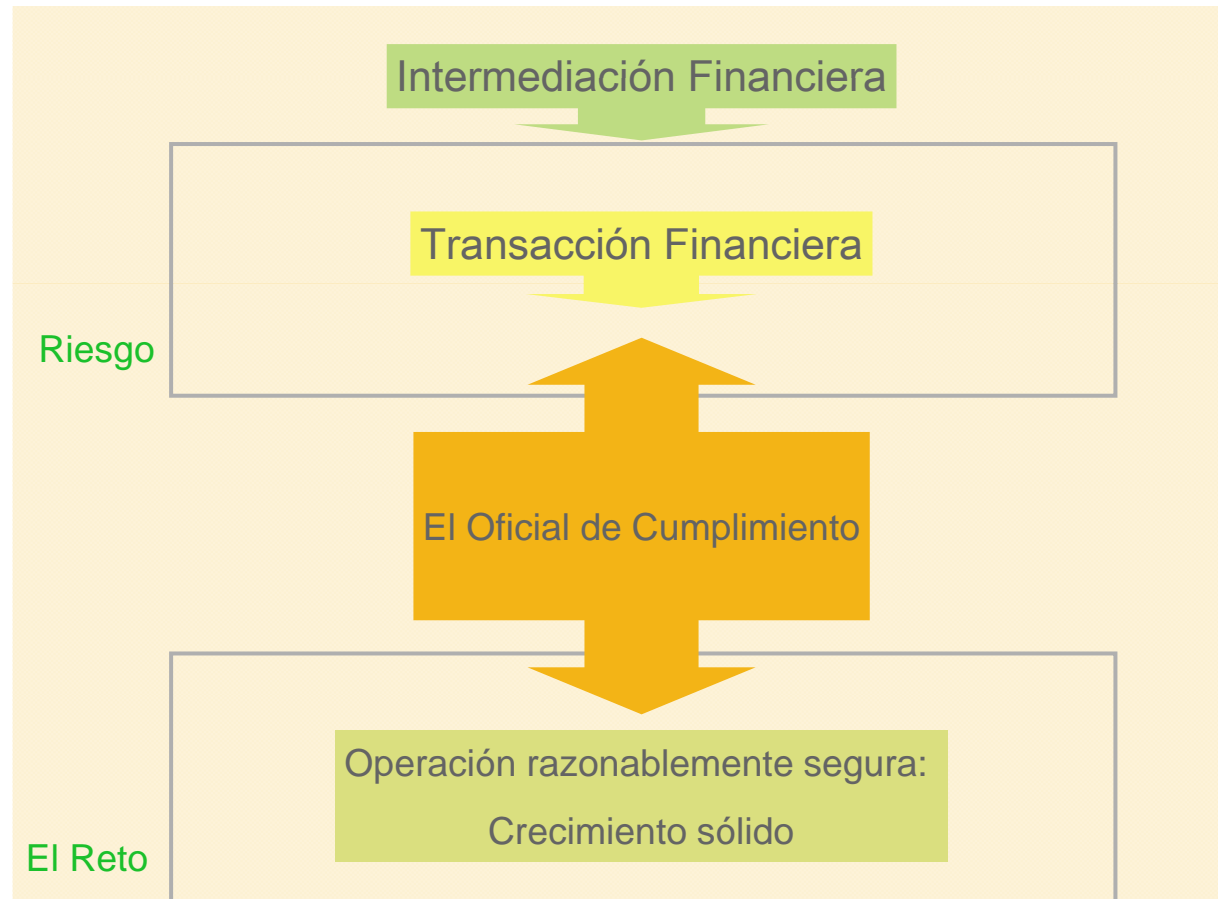 Intermediación Financiera
Transacción Financiera
Riesgo
El Oficial de Cumplimiento
Operación razonablemente segura:
Crecimiento sólido
El Reto